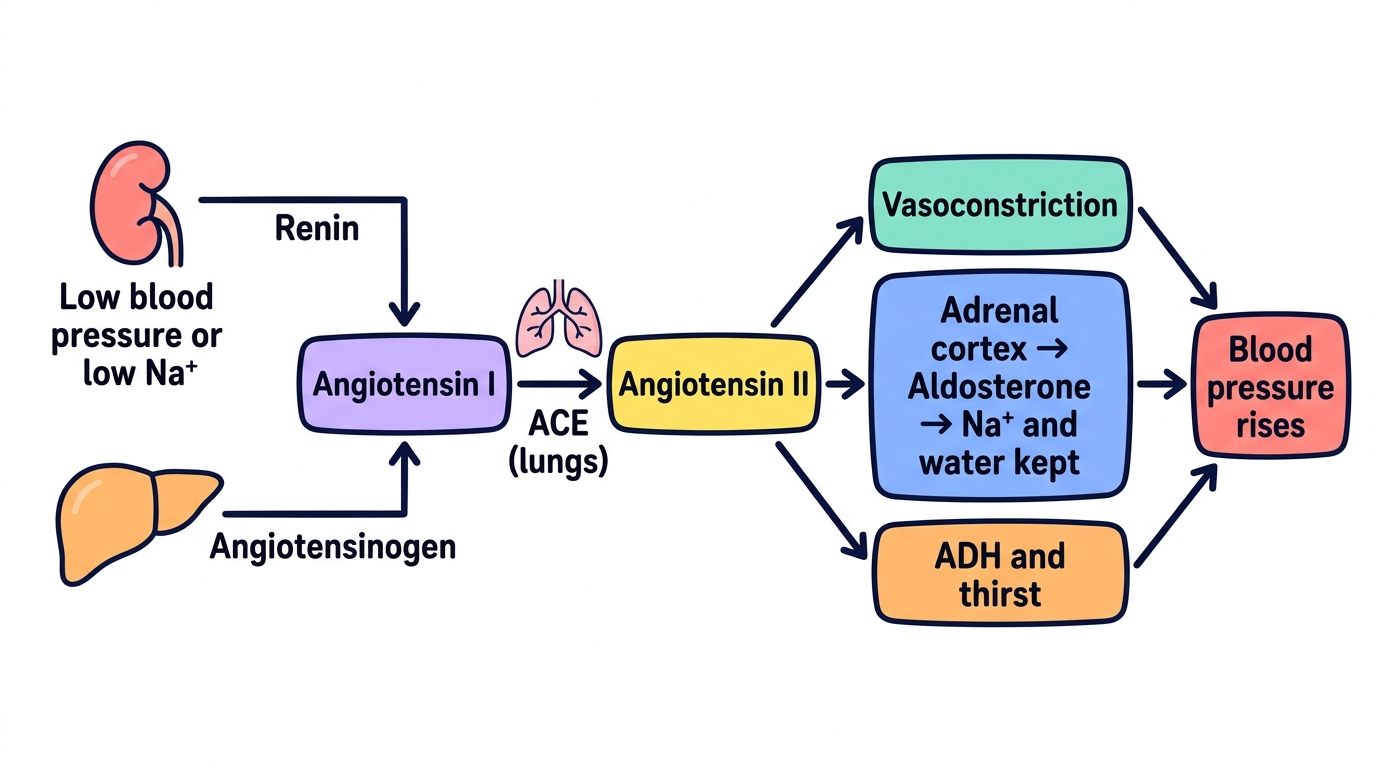 Renin
Low blood
pressure or
low Na⁺
Angiotensin I
ACE
(lungs)
Angiotensin II
Angiotensinogen
Vasoconstriction
Adrenal
cortex →
Aldosterone
→ Na⁺ and
water kept
ADH and
thirst
Blood
pressure
rises